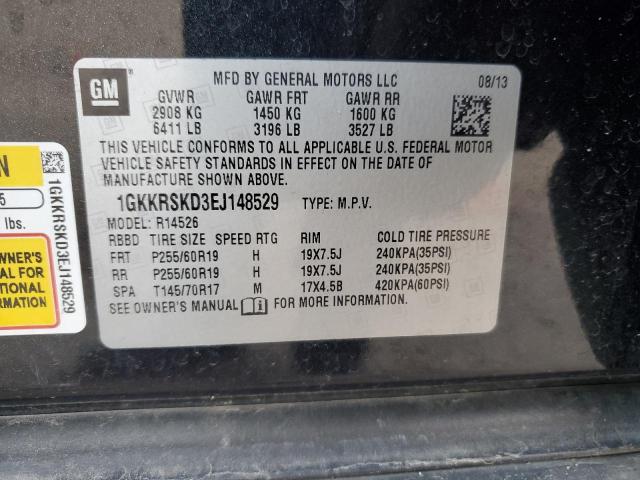 GM
MFD BY GENERAL MOTORS LLC 08/13
GVWR GAWR FRT GAWR RR
2908 KG 1450 KG 1600 KG
6411 LB 3196 LB 3527 LB
THIS VEHICLE CONFORMS TO ALL APPLICABLE U.S. FEDERAL MOTOR
VEHICLE SAFETY STANDARDS IN EFFECT ON THE DATE OF
MANUFACTURE SHOWN ABOVE.
1GKKRSKD3EJ148529 TYPE: M.P.V.
MODEL: R14526
RBBD TIRE SIZE SPEED RTG RIM COLD TIRE PRESSURE
FRT P255/60R19 H 19X7.5J 240KPA(35PSI)
RR P255/60R19 H 19X7.5J 240KPA(35PSI)
SPA T145/70R17 M 17X4.5B 420KPA(60PSI)
SEE OWNER'S MANUAL FOR MORE INFORMATION.
N
5
lbs.
OWNER'S
AL FOR
TIONAL
RMATION
1GKKRSKD3EJ148529